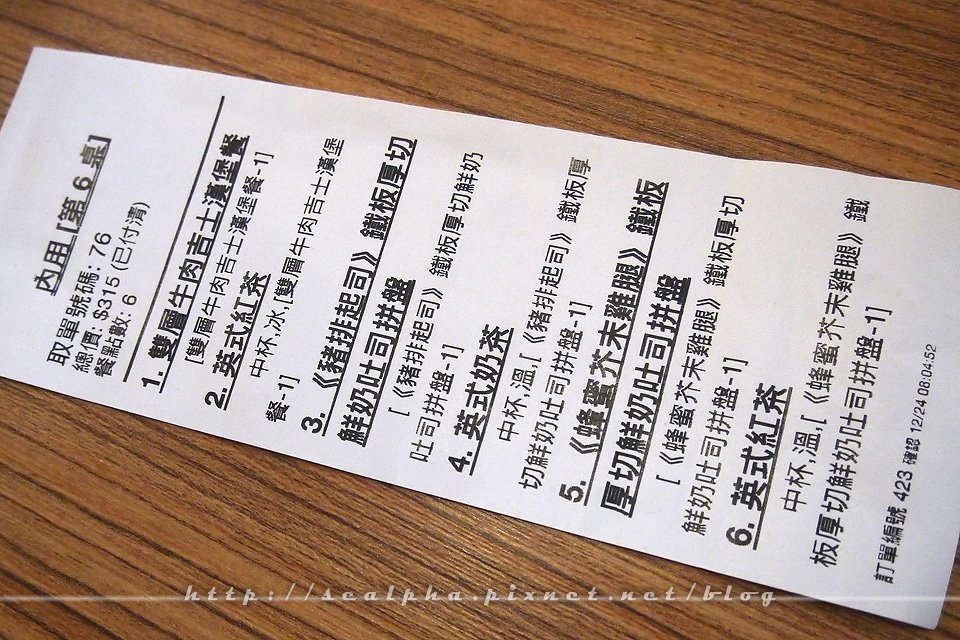 內用 [第 6 桌]
取單號碼: 76
總價: $315 (已付清)
餐點數: 6
1. 雙層牛肉吉士漢堡餐
[雙層牛肉吉士漢堡餐-1]
2. 英式紅茶
中杯,冰,[雙層牛肉吉士漢堡
餐-1]
3. 《豬排起司》鐵板厚切
鮮奶吐司拼盤
[《豬排起司》鐵板厚切鮮奶
吐司拼盤-1]
4. 英式奶茶
中杯,溫,[《豬排起司》鐵板厚
切鮮奶吐司拼盤-1]
5. 《蜂蜜芥末雞腿》鐵板
厚切鮮奶吐司拼盤
[《蜂蜜芥末雞腿》鐵板厚切
鮮奶吐司拼盤-1]
6. 英式紅茶
中杯,溫,[《蜂蜜芥末雞腿》鐵
板厚切鮮奶吐司拼盤-1]
訂單編號 423 確認 12/24 08:04:52
http://sealpha.pixnet.net/blog